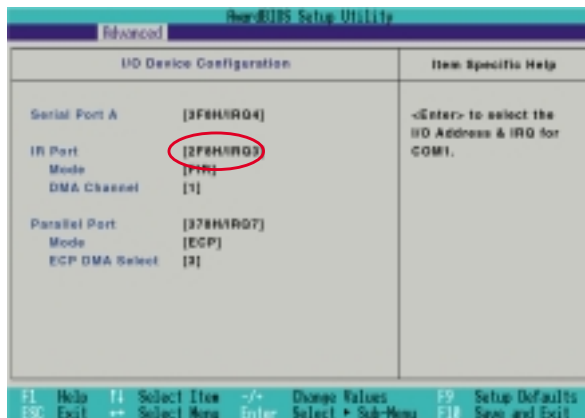 AwardBIOS Setup Utility
Advanced
I/O Device Configuration
Item Specific Help
Serial Port A [3F8H/IRQ4]
<Enter> to select the
I/O Address & IRQ for
COM1.
IR Port [2F8H/IRQ3]
Mode [FIR]
DMA Channel [1]
Parallel Port [378H/IRQ7]
Mode [ECP]
ECP DMA Select [3]
F1 Help ↑↓ Select Item -/+ Change Values F9 Setup Defaults
ESC Exit ↔ Select Menu Enter Select ▸ Sub-Menu F10 Save and Exit